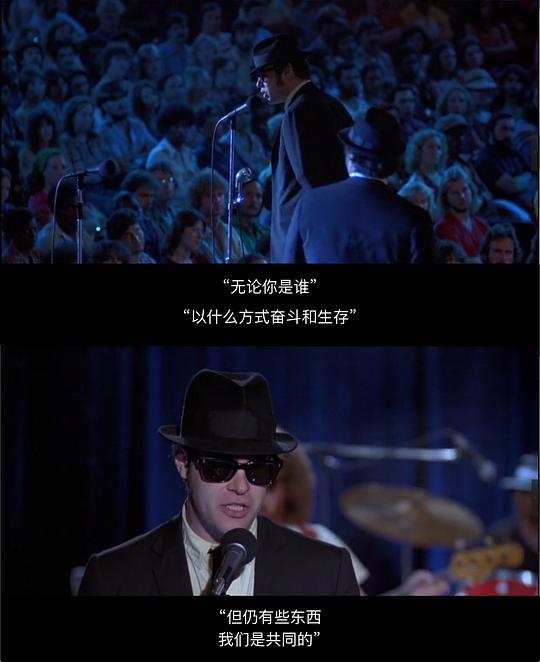 “无论你是谁”
“以什么方式奋斗和生存”
“但仍有些东西
我们是共同的”